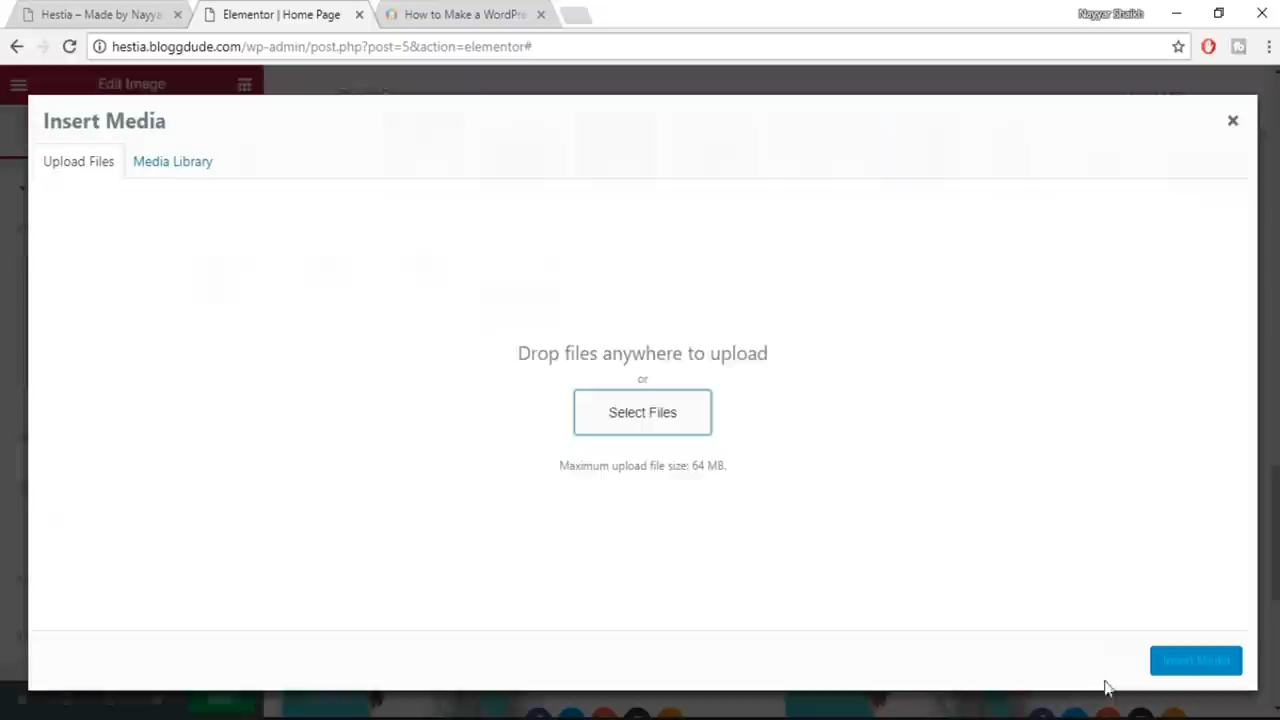 Hestia – Made by Nayya
Elementor | Home Page
How to Make a WordPre
Nayyar Shaikh
hestia.bloggdude.com/wp-admin/post.php?post=5&action=elementor#
Edit Image
Insert Media
Upload Files
Media Library
Drop files anywhere to upload
or
Select Files
Maximum upload file size: 64 MB.
Insert Media